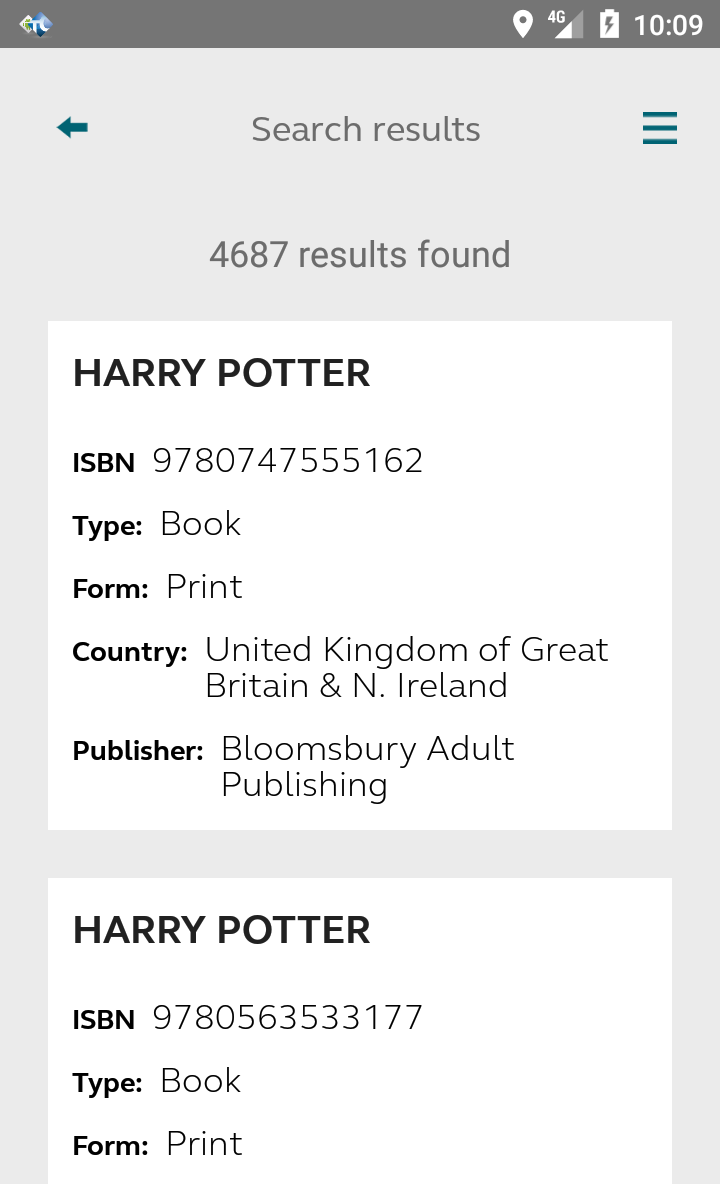 4G 10:09
Search results
4687 results found
HARRY POTTER
ISBN 9780747555162
Type: Book
Form: Print
Country: United Kingdom of Great
Britain & N. Ireland
Publisher: Bloomsbury Adult
Publishing
HARRY POTTER
ISBN 9780563533177
Type: Book
Form: Print